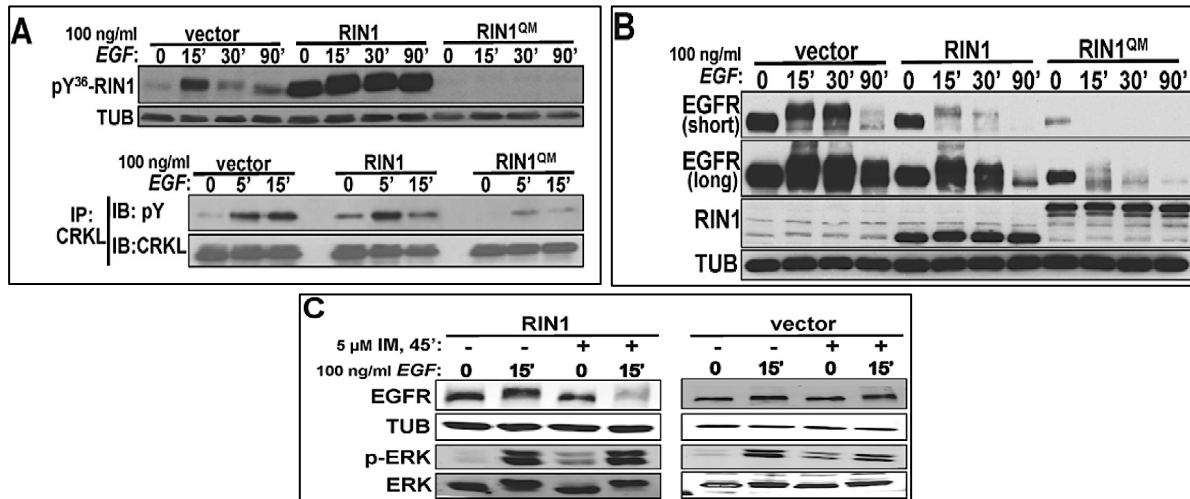 A
100 ng/ml vector RIN1 RIN1QM
EGF: 0 15' 30' 90' 0 15' 30' 90' 0 15' 30' 90'
pY36-RIN1
TUB
100 ng/ml vector RIN1 RIN1QM
EGF: 0 5' 15' 0 5' 15' 0 5' 15'
IP: CRKL
IB: pY
IB:CRKL
B
100 ng/ml vector RIN1 RIN1QM
EGF: 0 15' 30' 90' 0 15' 30' 90' 0 15' 30' 90'
EGFR
(short)
EGFR
(long)
RIN1
TUB
C
RIN1 vector
5 µM IM, 45': - - + + - - + +
100 ng/ml EGF: 0 15' 0 15' 0 15' 0 15'
EGFR
TUB
p-ERK
ERK